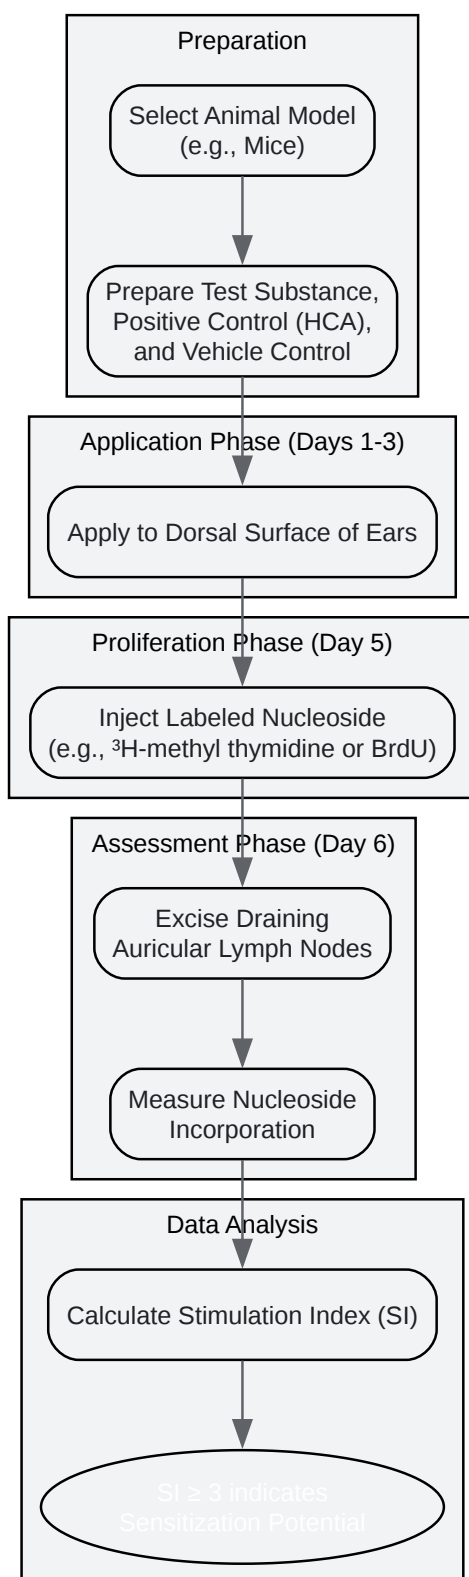 Preparation
Select Animal Model
(e.g., Mice)
Prepare Test Substance,
Positive Control (HCA),
and Vehicle Control
Application Phase (Days 1-3)
Apply to Dorsal Surface of Ears
Proliferation Phase (Day 5)
Inject Labeled Nucleoside
(e.g., ³H-methyl thymidine or BrdU)
Assessment Phase (Day 6)
Excise Draining
Auricular Lymph Nodes
Measure Nucleoside
Incorporation
Data Analysis
Calculate Stimulation Index (SI)
SI ≥ 3 indicates
Sensitization Potential